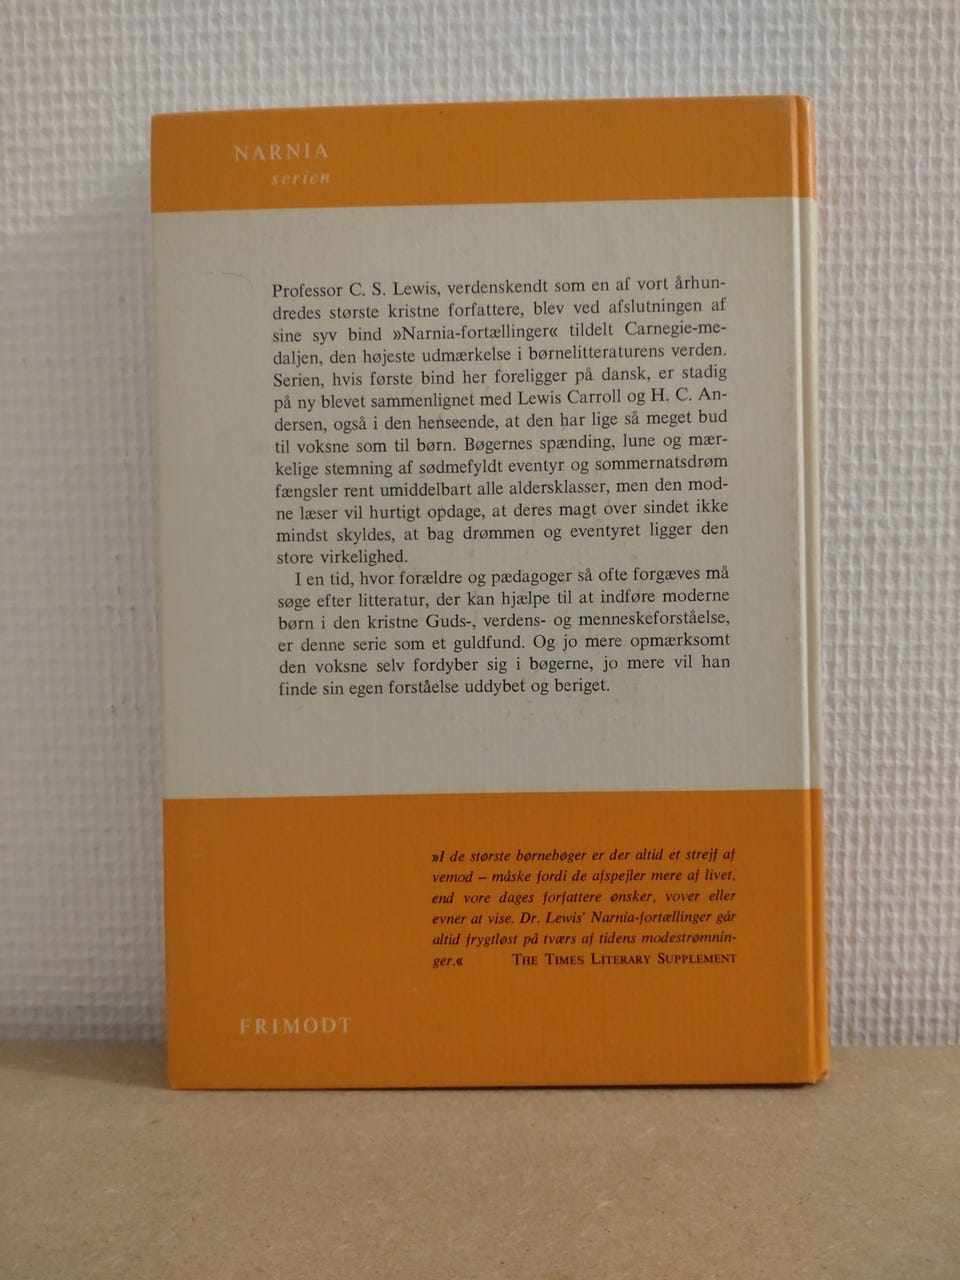 NARNIA
serien
Professor C. S. Lewis, verdenskendt som en af vort århun-
dredes største kristne forfattere, blev ved afslutningen af
sine syv bind »Narnia-fortællinger« tildelt Carnegie-me-
daljen, den højeste udmærkelse i børnelitteraturens verden.
Serien, hvis første bind her foreligger på dansk, er stadig
på ny blevet sammenlignet med Lewis Carroll og H. C. An-
dersen, også i den henseende, at den har lige så meget bud
til voksne som til børn. Bøgernes spænding, lune og mær-
kelige stemning af sødmefyldt eventyr og sommernatsdrøm
fængsler rent umiddelbart alle aldersklasser, men den mod-
ne læser vil hurtigt opdage, at deres magt over sindet ikke
mindst skyldes, at bag drømmen og eventyret ligger den
store virkelighed.
I en tid, hvor forældre og pædagoger så ofte forgæves må
søge efter litteratur, der kan hjælpe til at indføre moderne
børn i den kristne Guds-, verdens- og menneskeforståelse,
er denne serie som et guldfund. Og jo mere opmærksomt
den voksne selv fordyber sig i bøgerne, jo mere vil han
finde sin egen forståelse uddybet og beriget.
»I de største børnebøger er der altid et strejf af
vemod – måske fordi de afspejler mere af livet,
end vore dages forfattere ønsker, vover eller
evner at vise. Dr. Lewis' Narnia-fortællinger går
altid frygtløst på tværs af tidens modestrømnin-
ger.« THE TIMES LITERARY SUPPLEMENT
FRIMODT